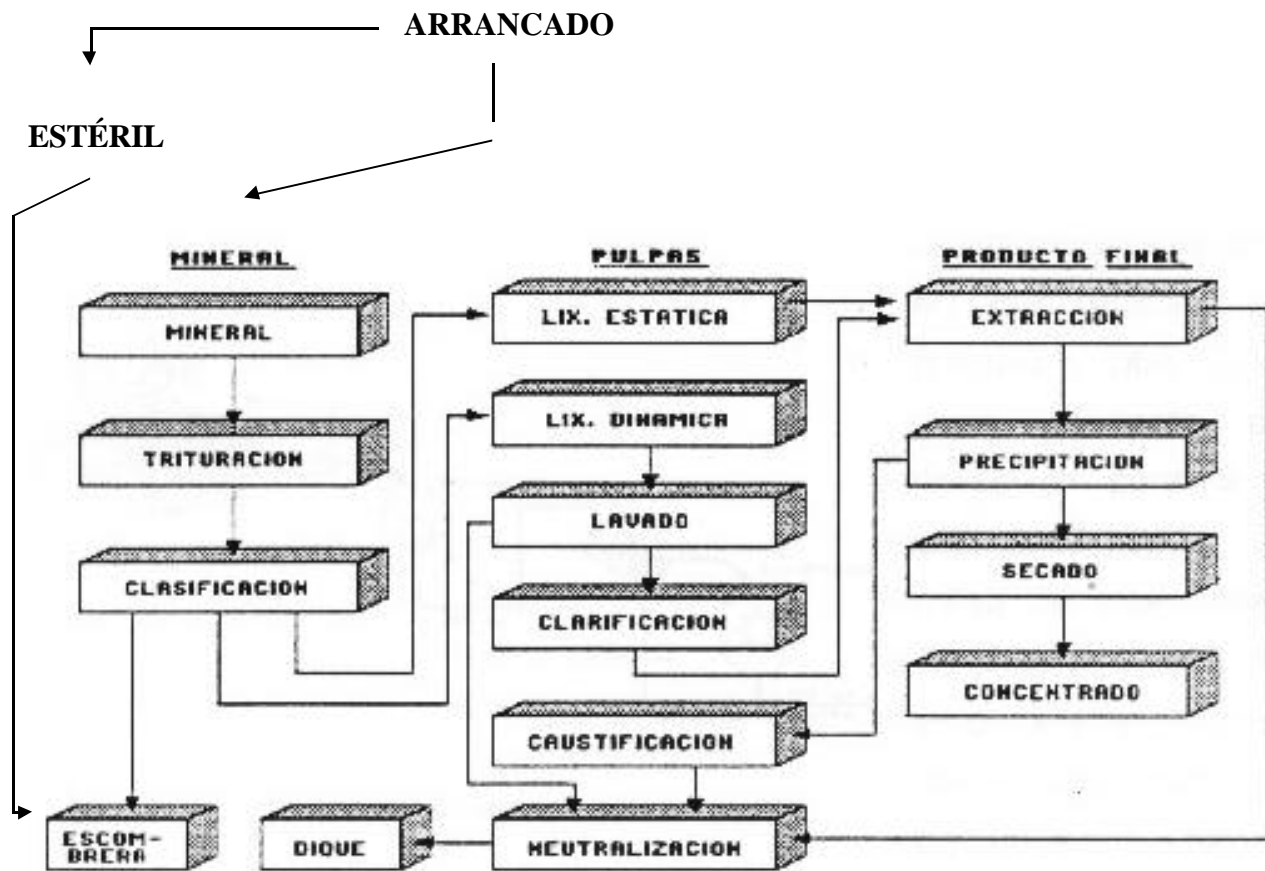 ARRANCADO
ESTÉRIL
MINERAL
PULPAS
PRODUCTO FINAL
MINERAL
LIX. ESTATICA
EXTRACCION
LIX. DINAMICA
TRITURACION
PRECIPITACION
LAVADO
CLASIFICACION
SECADO
CLARIFICACION
CONCENTRADO
CAUSTIFICACION
ESCOM-
BRERA
DIQUE
NEUTRALIZACION